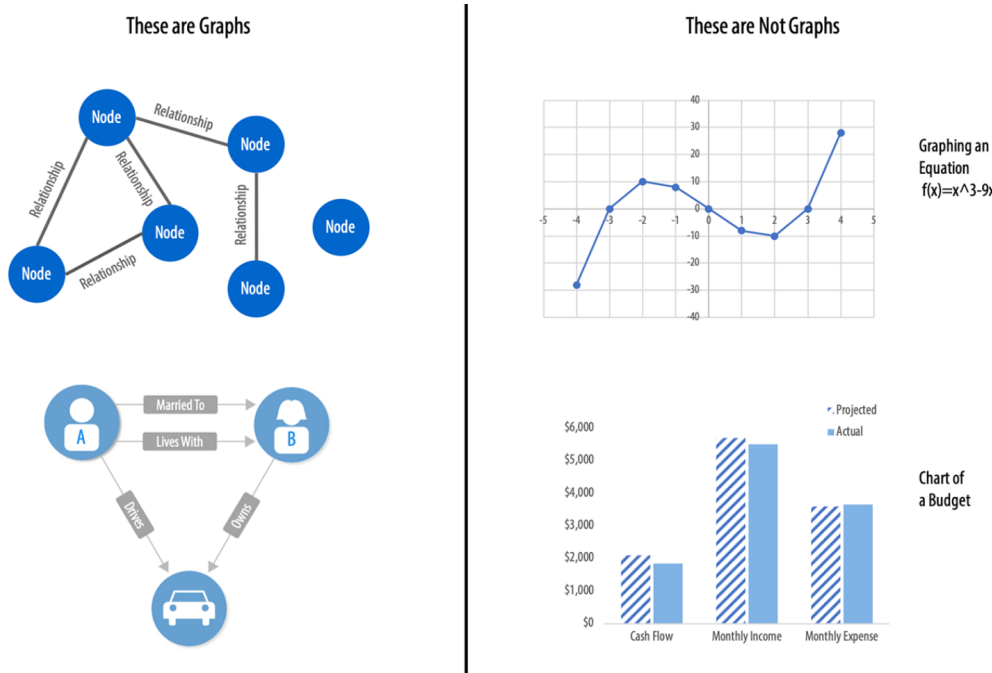 These are Graphs
Node
Relationship
Node
Relationship
Relationship
Relationship
Node
Node
Relationship
Node
Node
A
Married To
B
Lives With
Drives
Owns
These are Not Graphs
40
30
20
10
0
-5 -4 -3 -2 -1 0 1 2 3 4 5
-10
-20
-30
-40
Graphing an
Equation
f(x)=x^3-9x
Projected
Actual
$6,000
$5,000
$4,000
$3,000
$2,000
$1,000
$0
Cash Flow Monthly Income Monthly Expense
Chart of
a Budget